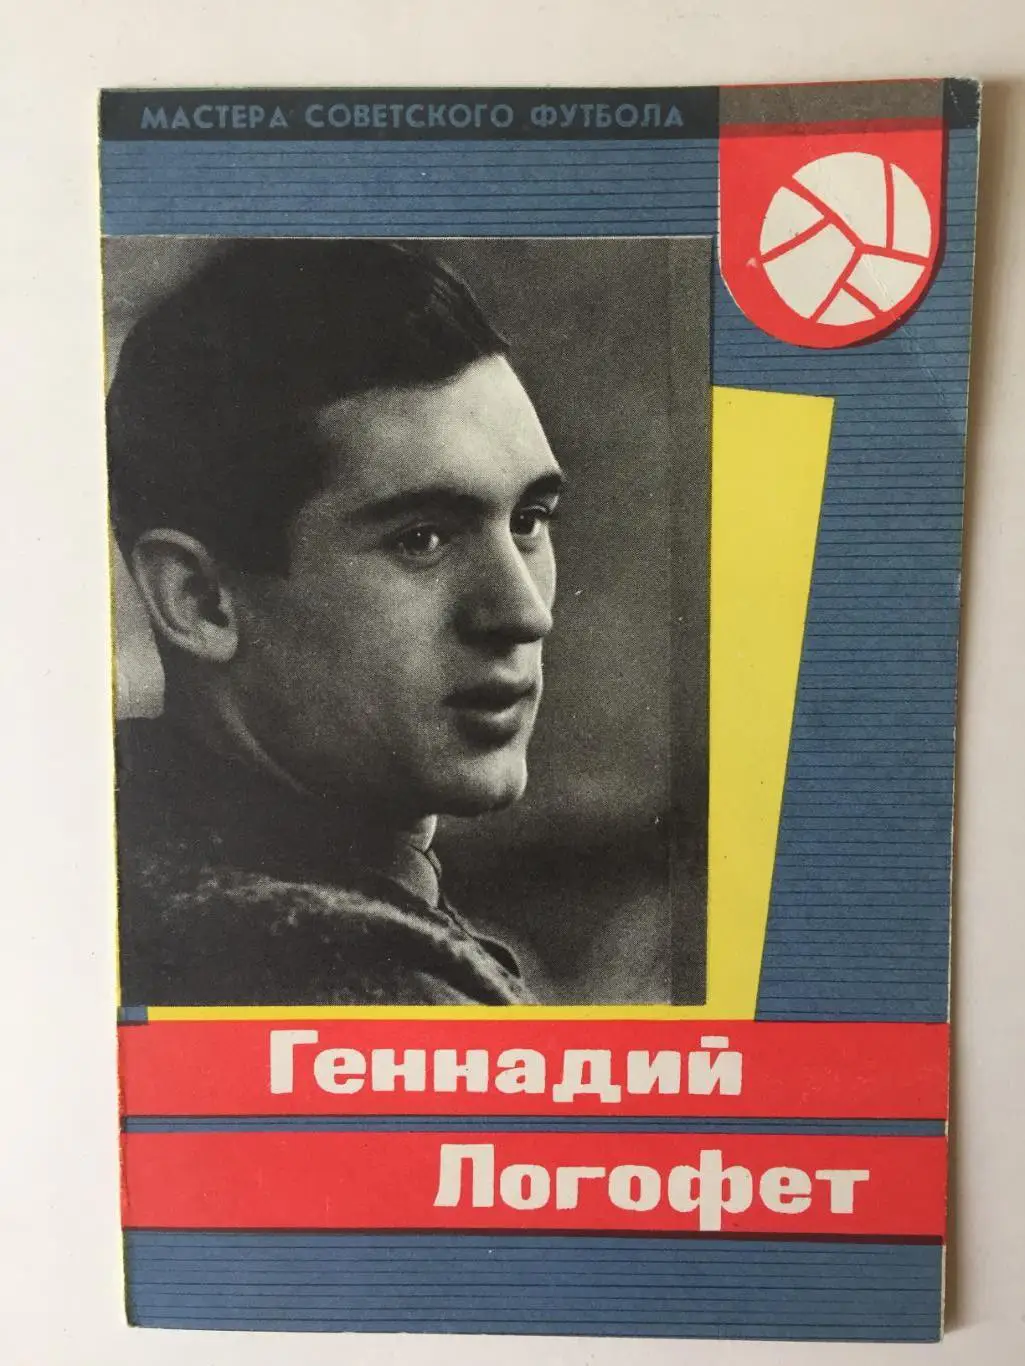 МАСТЕРА СОВЕТСКОГО ФУТБОЛА
Геннадий
Логофет